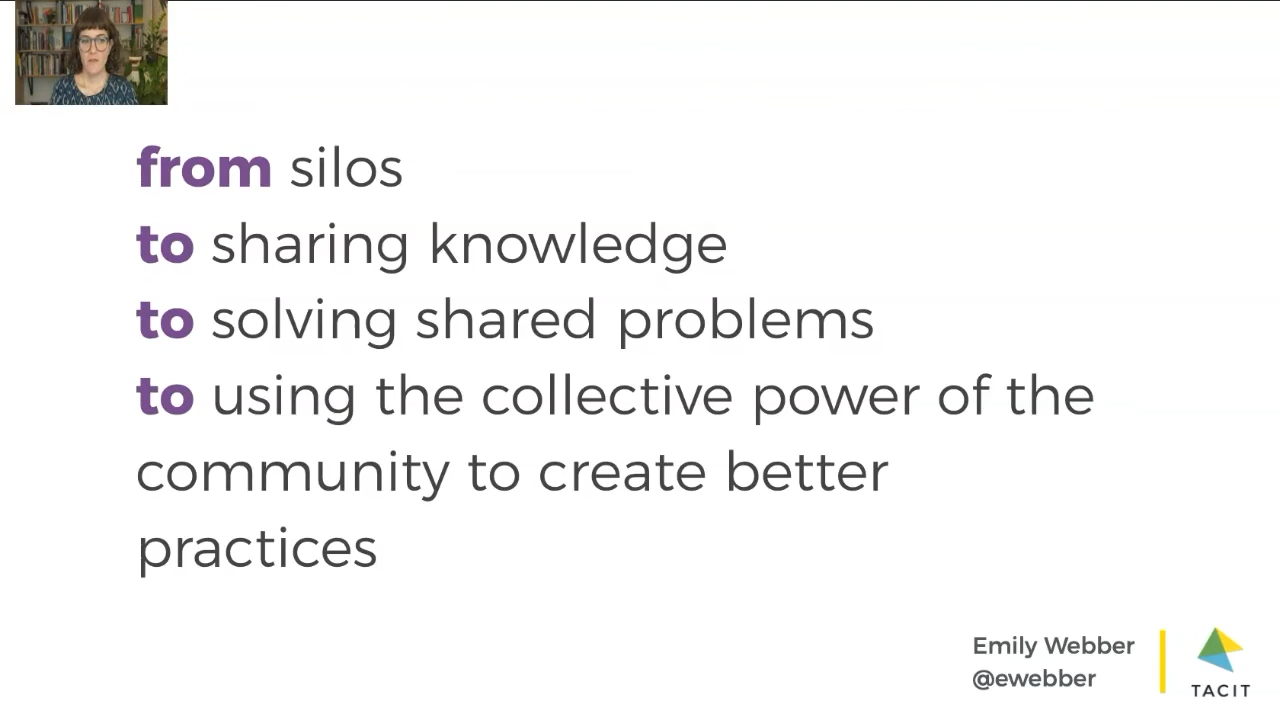 from silos
to sharing knowledge
to solving shared problems
to using the collective power of the
community to create better
practices
Emily Webber
@ewebber
TACIT